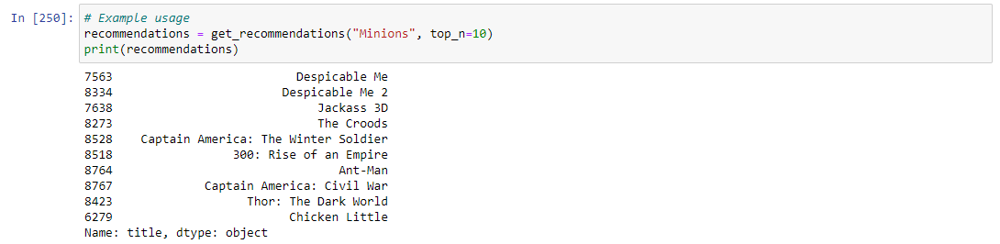 In [250]: # Example usage
recommendations = get_recommendations("Minions", top_n=10)
print(recommendations)
7563 Despicable Me
8334 Despicable Me 2
7638 Jackass 3D
8273 The Croods
8528 Captain America: The Winter Soldier
8518 300: Rise of an Empire
8764 Ant-Man
8767 Captain America: Civil War
8423 Thor: The Dark World
6279 Chicken Little
Name: title, dtype: object